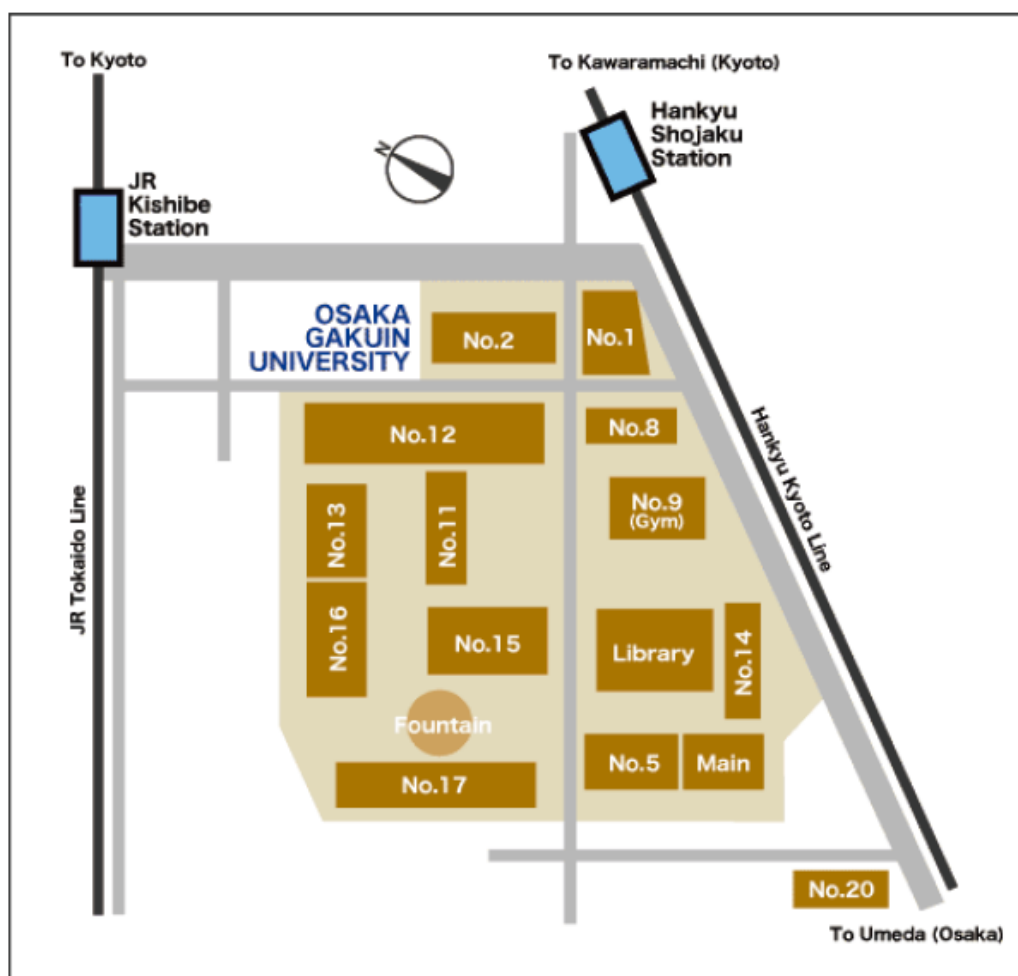 To Kyoto
To Kawaramachi (Kyoto)
Hankyu
Shojaku
Station
N
JR
Kishibe
Station
OSAKA
GAKUIN
UNIVERSITY
No.2
No.1
No.12
No.8
No.13
No.11
No.9
(Gym)
Hankyu Kyoto Line
JR Tokaido Line
No.16
No.15
Library
No.14
Fountain
No.17
No.5
Main
No.20
To Umeda (Osaka)